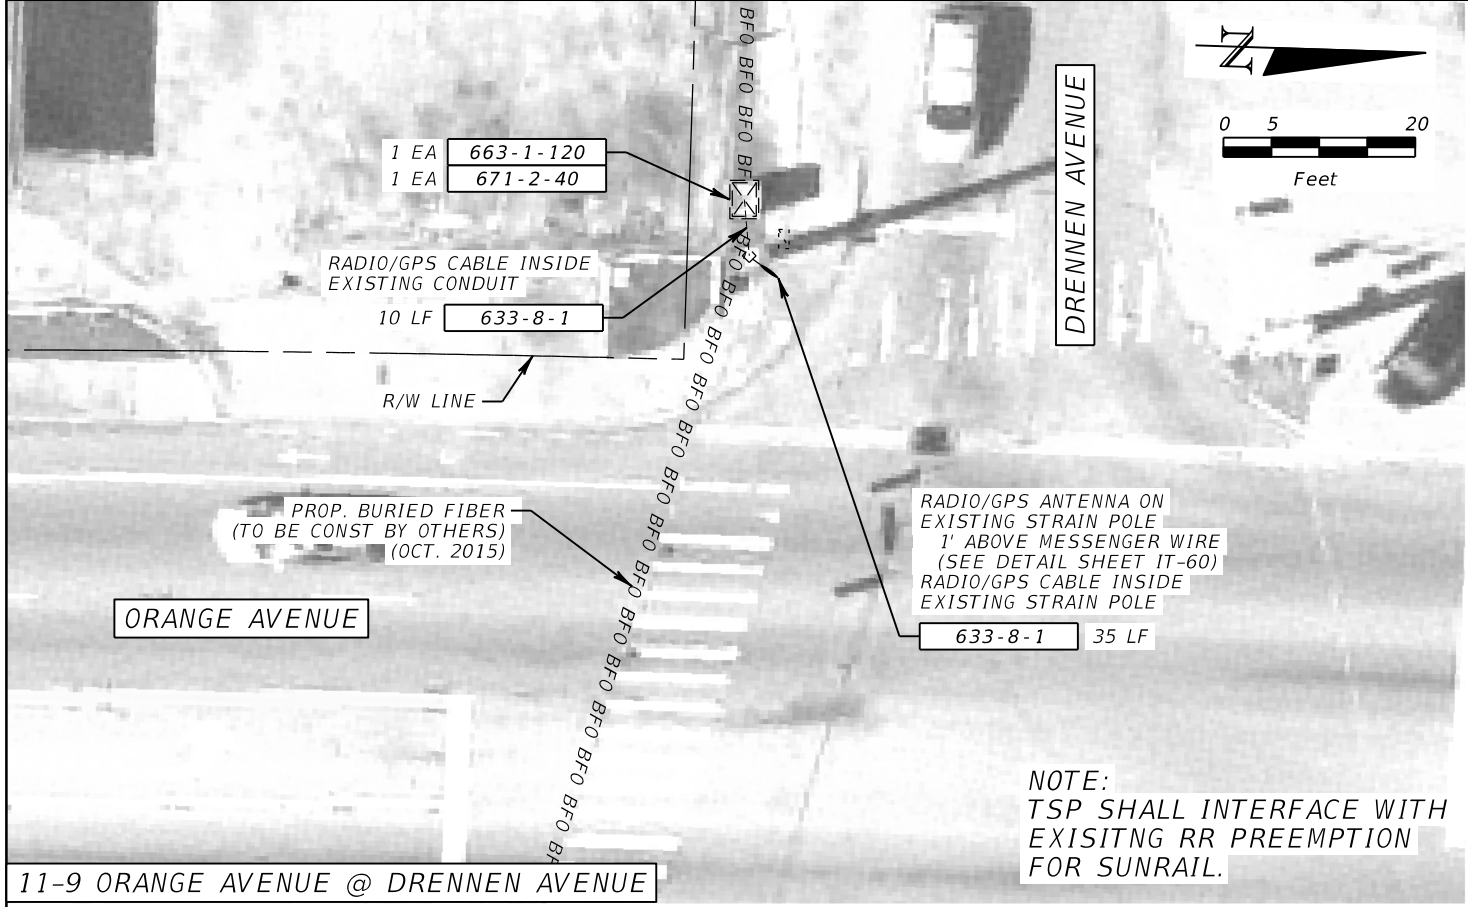 N
0 5 20
Feet
DRENNEN AVENUE
1 EA 663-1-120
1 EA 671-2-40
RADIO/GPS CABLE INSIDE
EXISTING CONDUIT
10 LF 633-8-1
R/W LINE
BFO BFO BFO BF
BFO BFO BFO BFO BFO BFO BFO BFO BFO BFO BFO BFO BFO BF
PROP. BURIED FIBER
(TO BE CONST BY OTHERS)
(OCT. 2015)
ORANGE AVENUE
RADIO/GPS ANTENNA ON
EXISTING STRAIN POLE
1' ABOVE MESSENGER WIRE
(SEE DETAIL SHEET IT-60)
RADIO/GPS CABLE INSIDE
EXISTING STRAIN POLE
633-8-1 35 LF
NOTE:
TSP SHALL INTERFACE WITH
EXISITNG RR PREEMPTION
FOR SUNRAIL.
11-9 ORANGE AVENUE @ DRENNEN AVENUE